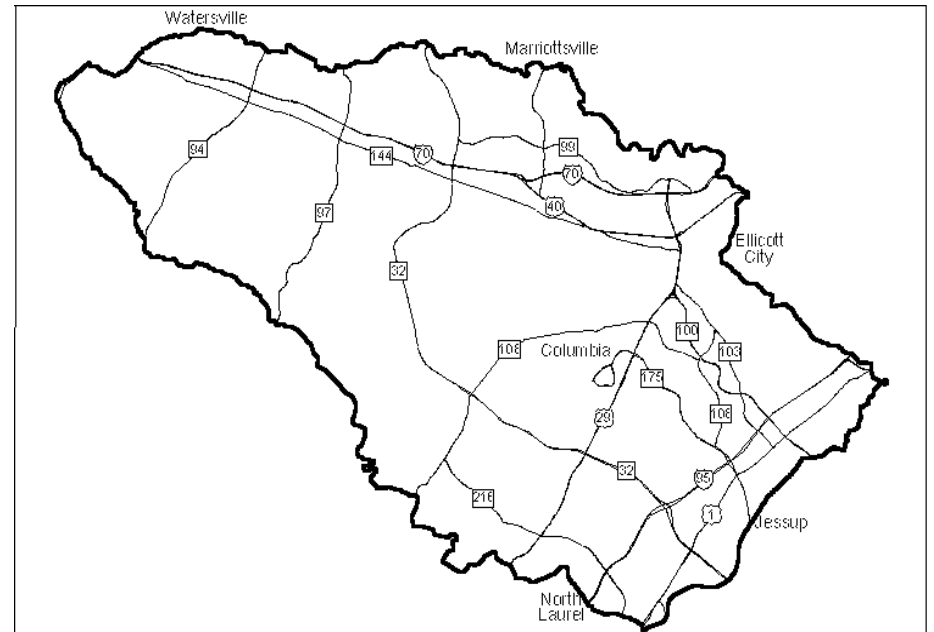 Watersville
Marriottsville
99
94
144
70
70
40
97
Ellicott
City
32
100
108
Columbia
103
175
29
108
32
95
216
1
Jessup
North
Laurel